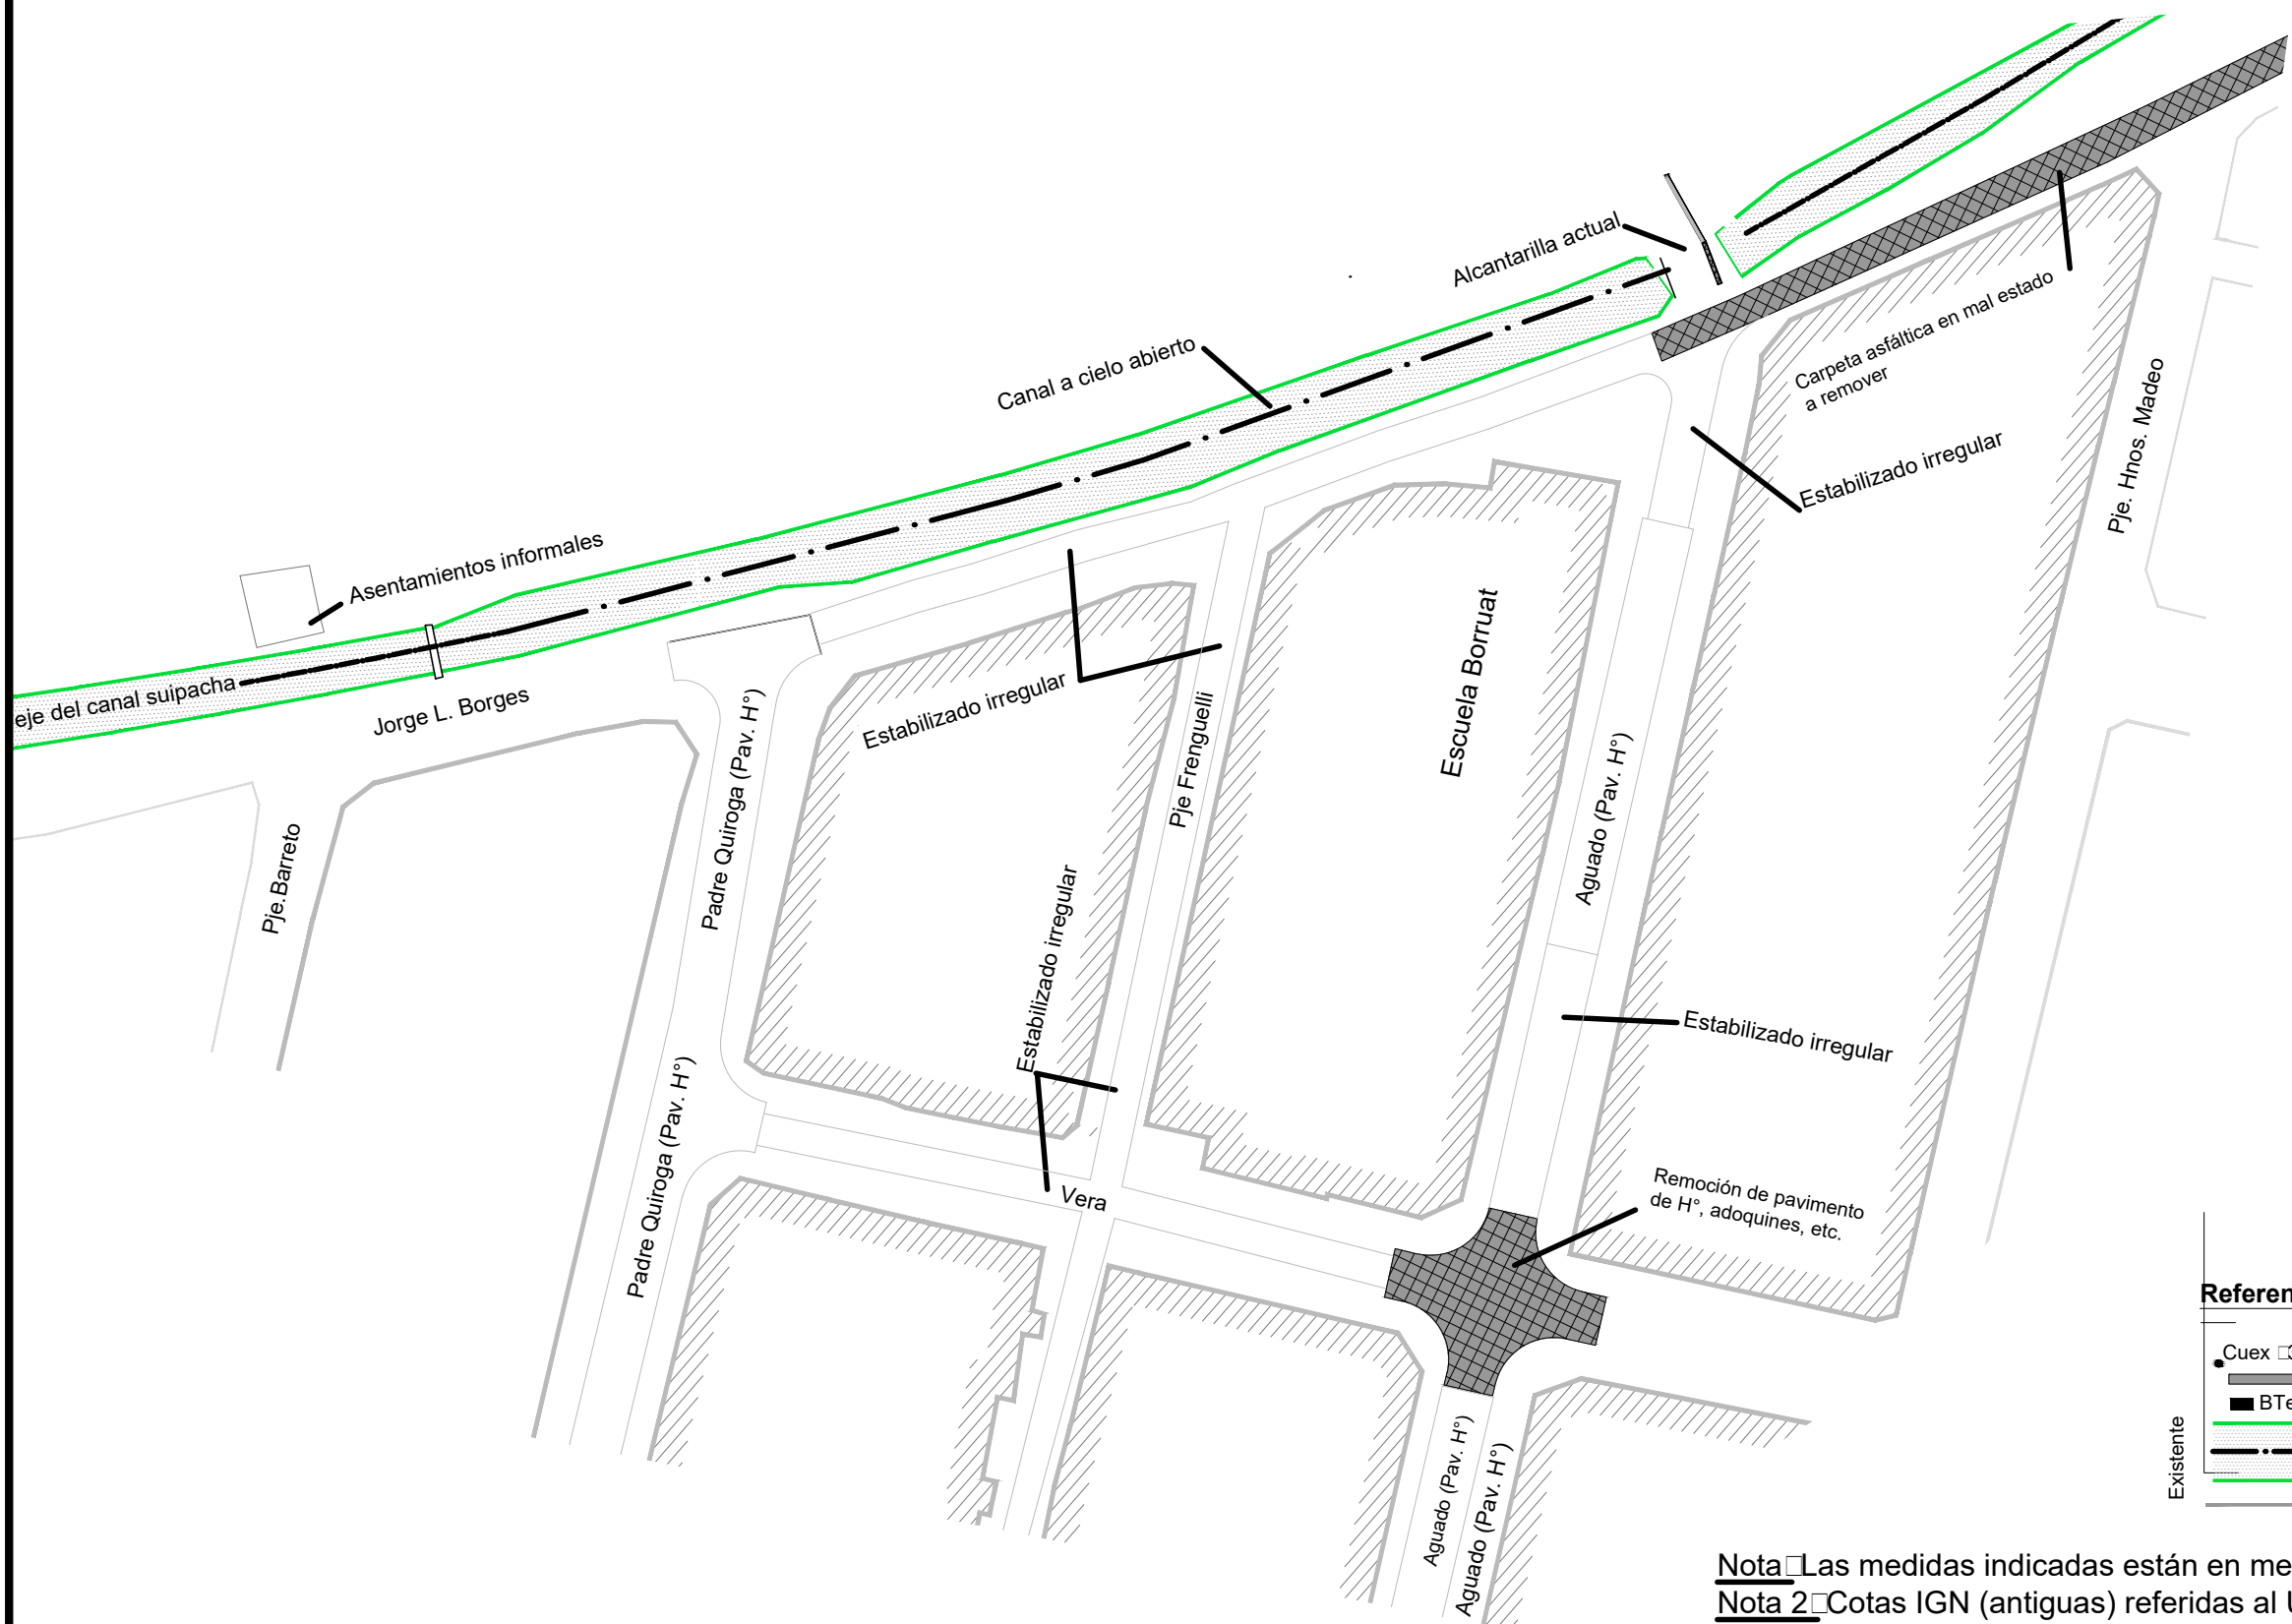 Alcantarilla actual
Canal a cielo abierto
Carpeta asfáltica en mal estado
a remover
Pje. Hnos. Madeo
Estabilizado irregular
Asentamientos informales
eje del canal suipacha
Jorge L. Borges
Estabilizado irregular
Padre Quiroga (Pav. H°)
Pje Frenguelli
Escuela Borruat
Aguado (Pav. H°)
Pje.Barreto
Estabilizado irregular
Estabilizado irregular
Padre Quiroga (Pav. H°)
Vera
Remoción de pavimento
de H°, adoquines, etc.
Aguado (Pav. H°)
Aguado (Pav. H°)
Referen
Cuex
BTe
Existente
Nota Las medidas indicadas están en me
Nota 2 Cotas IGN (antiguas) referidas al